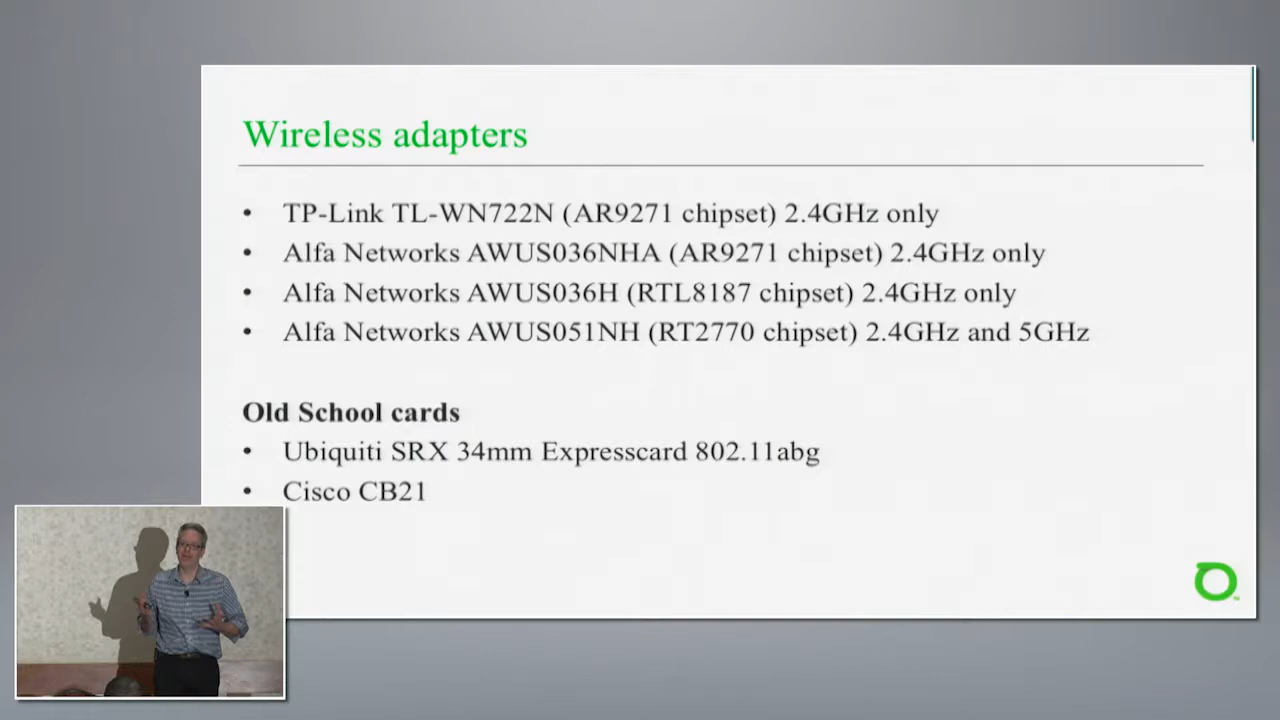 Wireless adapters
• TP-Link TL-WN722N (AR9271 chipset) 2.4GHz only
• Alfa Networks AWUS036NHA (AR9271 chipset) 2.4GHz only
• Alfa Networks AWUS036H (RTL8187 chipset) 2.4GHz only
• Alfa Networks AWUS051NH (RT2770 chipset) 2.4GHz and 5GHz
Old School cards
• Ubiquiti SRX 34mm Expresscard 802.11abg
• Cisco CB21